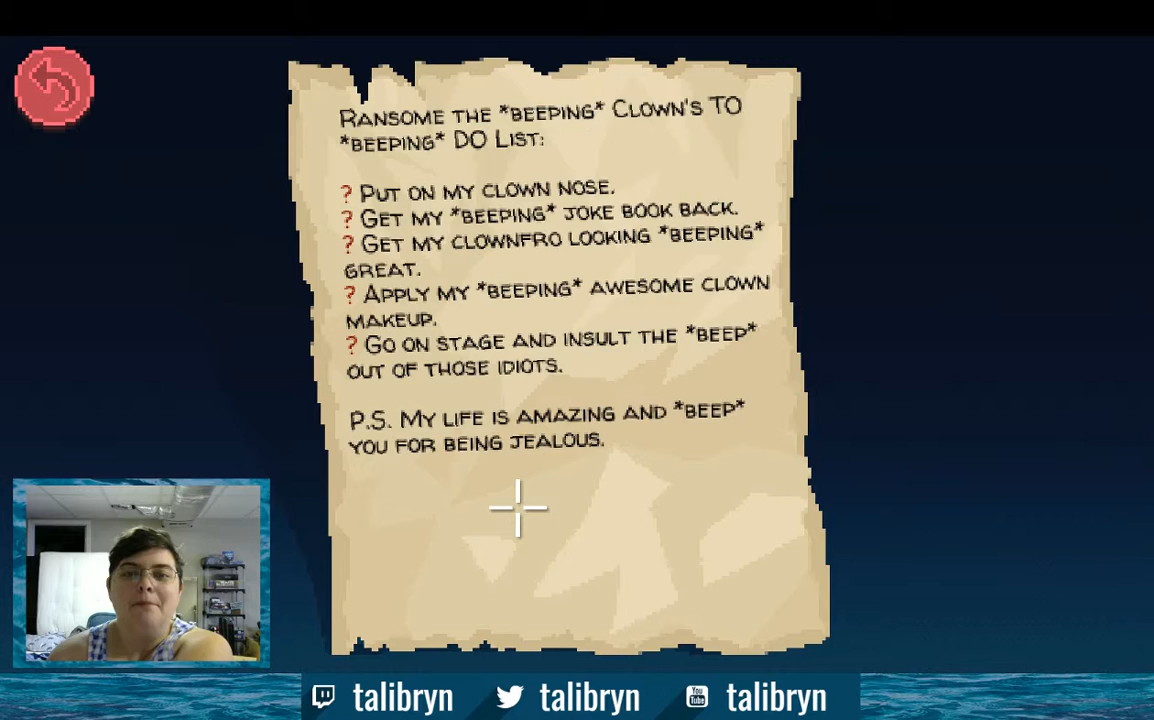 Ransome the *beeping* Clown's TO
*beeping* DO List:
? Put on my clown nose.
? Get my *beeping* joke book back.
? Get my clownfro looking *beeping*
great.
? Apply my *beeping* awesome clown
makeup.
? Go on stage and insult the *beep*
out of those idiots.
P.S. My life is amazing and *beep*
you for being jealous.
talibryn talibryn You Tube talibryn